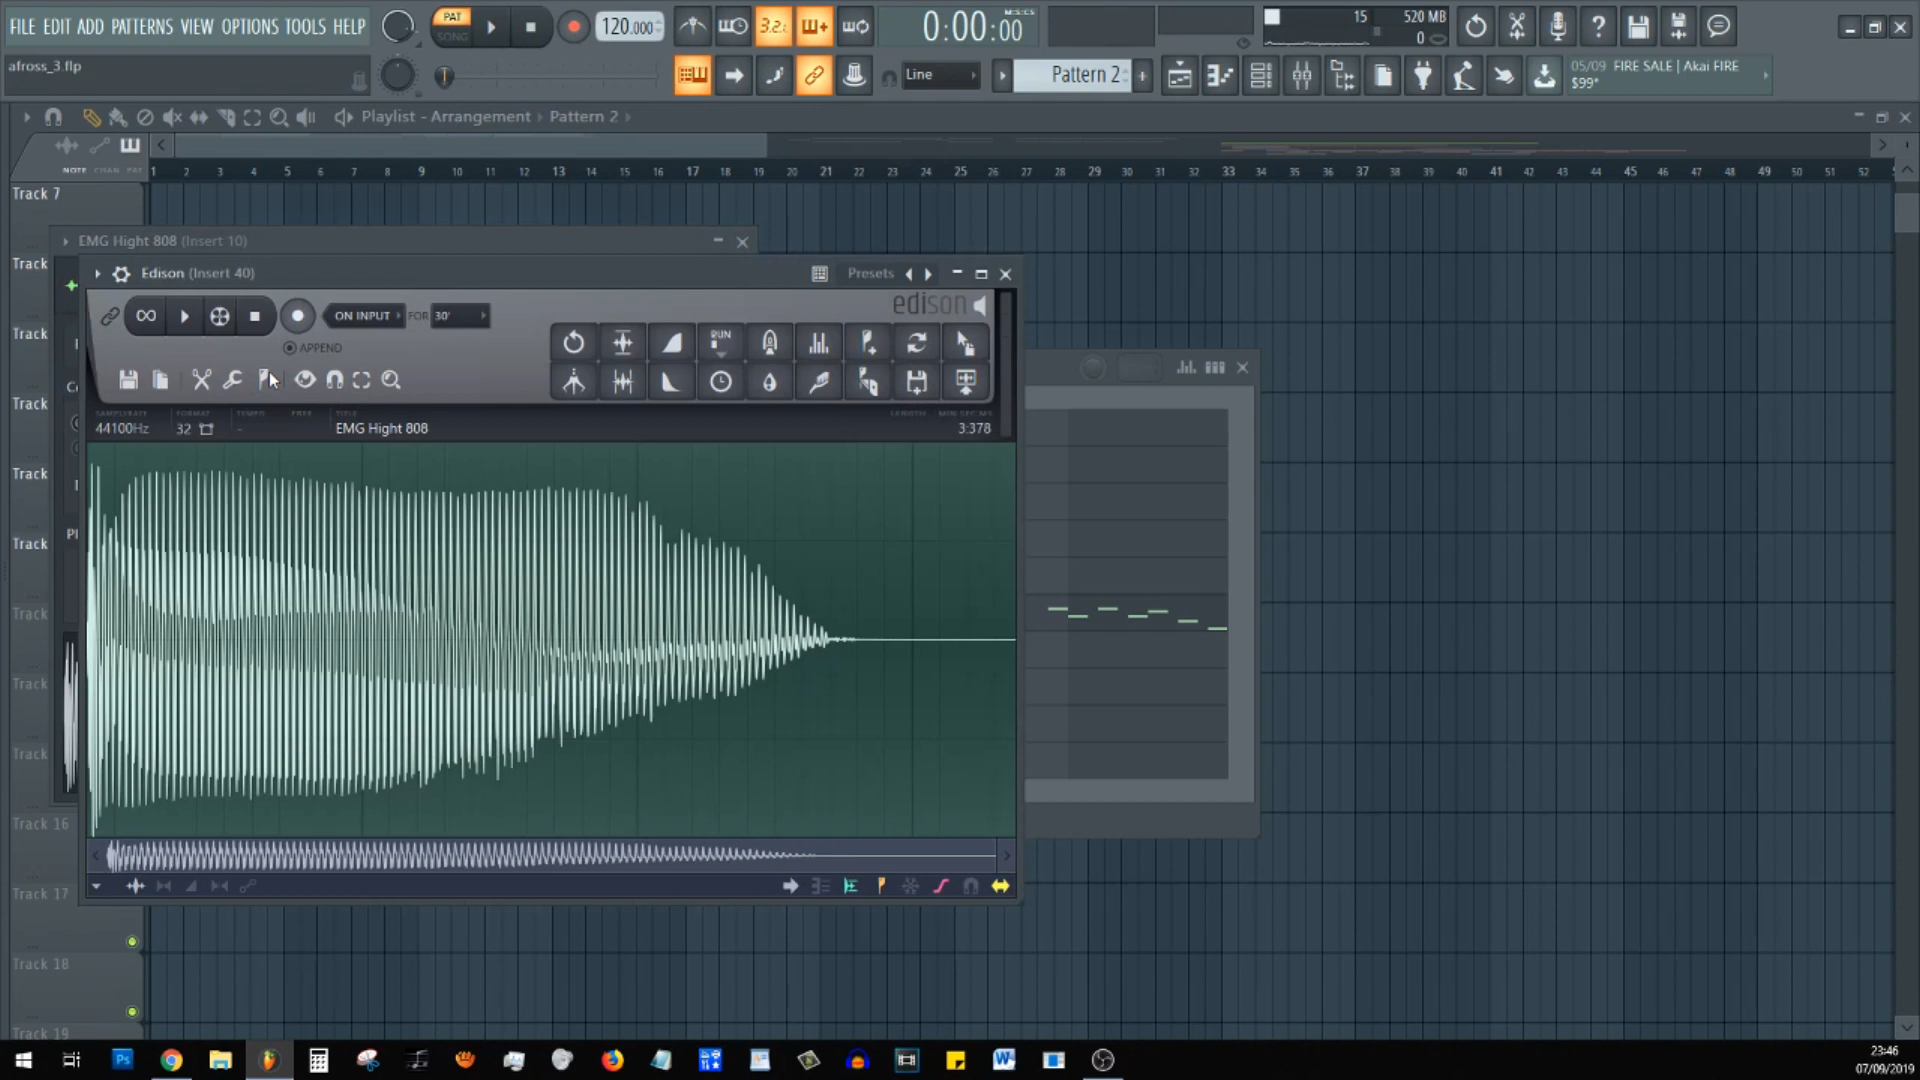 FILE EDIT ADD PATTERNS VIEW OPTIONS TOOLS HELP
PAT
SONG
120.000
3.2.
0:00:00
M:S:CS
15
520 MB
0
afross_3.flp
Line
Pattern 2
05/09 FIRE SALE | Akai FIRE
$99*
Playlist - Arrangement › Pattern 2 ›
NOTE CHAN PAT
1 2 3 4 5 6 7 8 9 10 11 12 13 14 15 16 17 18 19 20 21 22 23 24 25 26 27 28 29 30 31 32 33 34 35 36 37 38 39 40 41 42 43 44 45 46 47 48 49 50 51 52
Track 7
EMG Hight 808 (Insert 10)
Track
Edison (Insert 40)
Presets
edison
ON INPUT
FOR
30'
RUN
Track
APPEND
Track
SAMPLERATE
FORMAT
TEMPO
FREE
TITLE
LENGTH
MIN:SEC:MS
44100Hz
32
EMG Hight 808
3:378
Track
Track
Track
Track
Track
Track 16
Track 17
Track 18
Track 19
Ps
W
23:46
07/09/2019